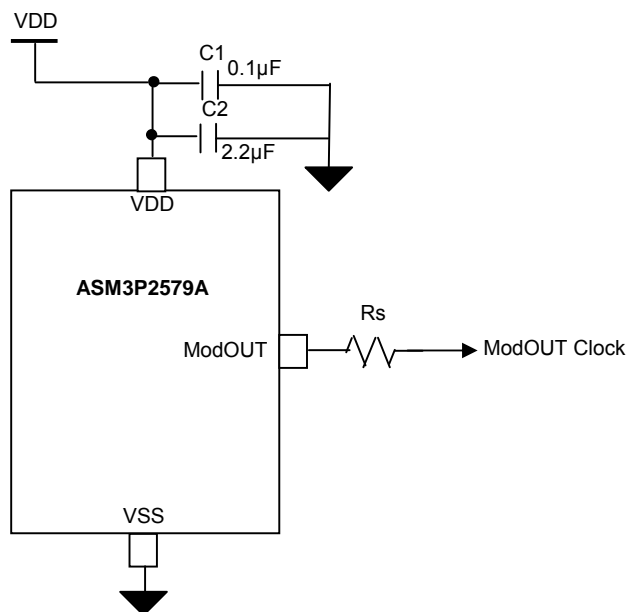 VDD
C1
0.1µF
C2
2.2µF
VDD
ASM3P2579A
Rs
ModOUT
ModOUT Clock
VSS